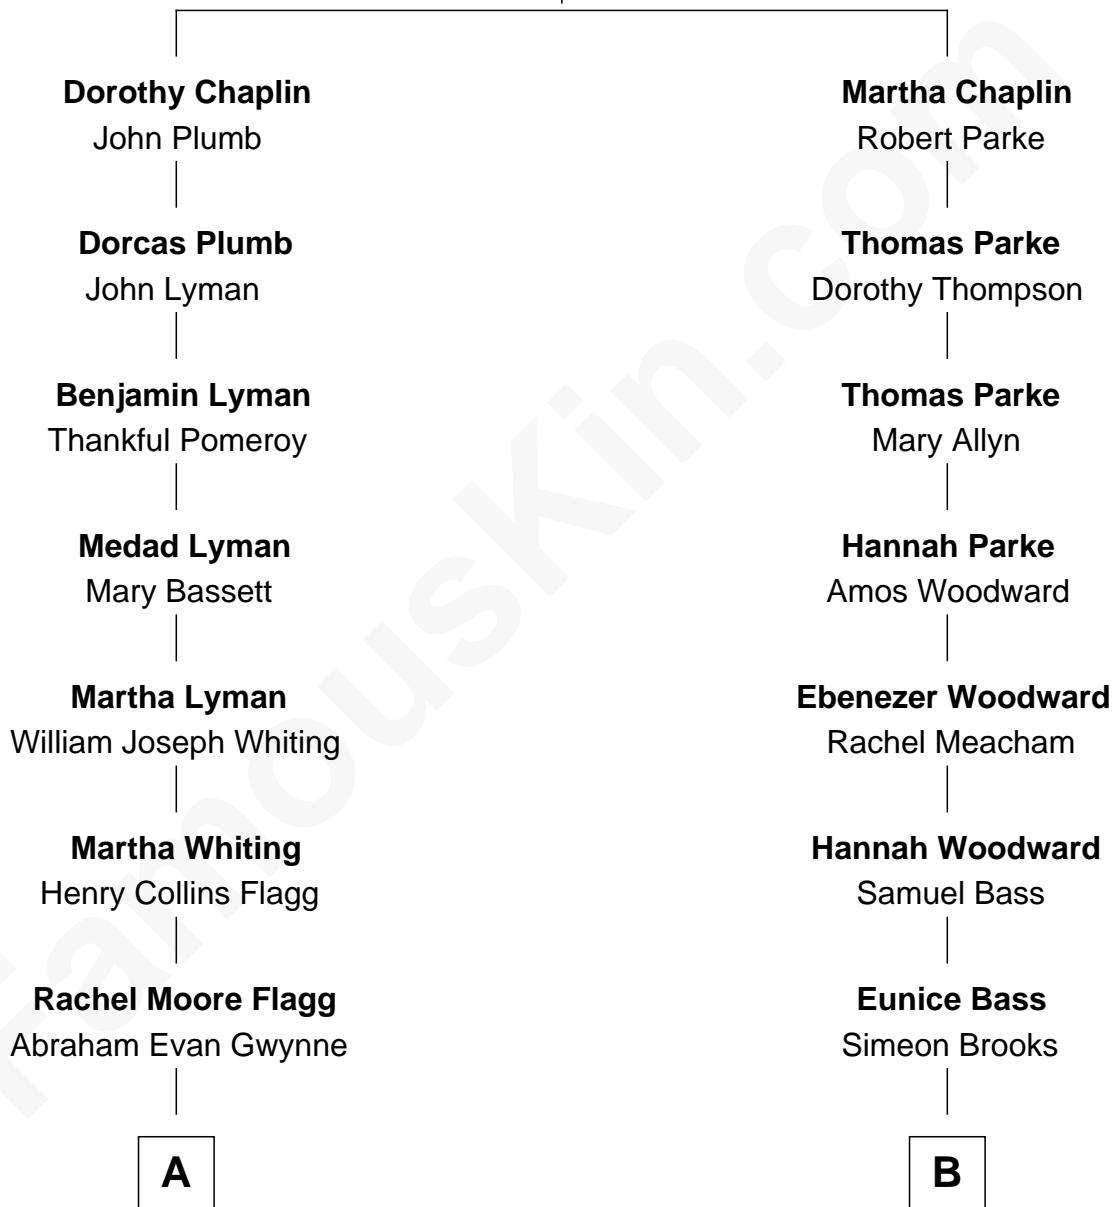 Dorothy Chaplin
John Plumb
Dorcas Plumb
John Lyman
Benjamin Lyman
Thankful Pomeroy
Medad Lyman
Mary Bassett
Martha Lyman
William Joseph Whiting
Martha Whiting
Henry Collins Flagg
Rachel Moore Flagg
Abraham Evan Gwynne
A
Martha Chaplin
Robert Parke
Thomas Parke
Dorothy Thompson
Thomas Parke
Mary Allyn
Hannah Parke
Amos Woodward
Ebenezer Woodward
Rachel Meacham
Hannah Woodward
Samuel Bass
Eunice Bass
Simeon Brooks
B
FamousKin.com